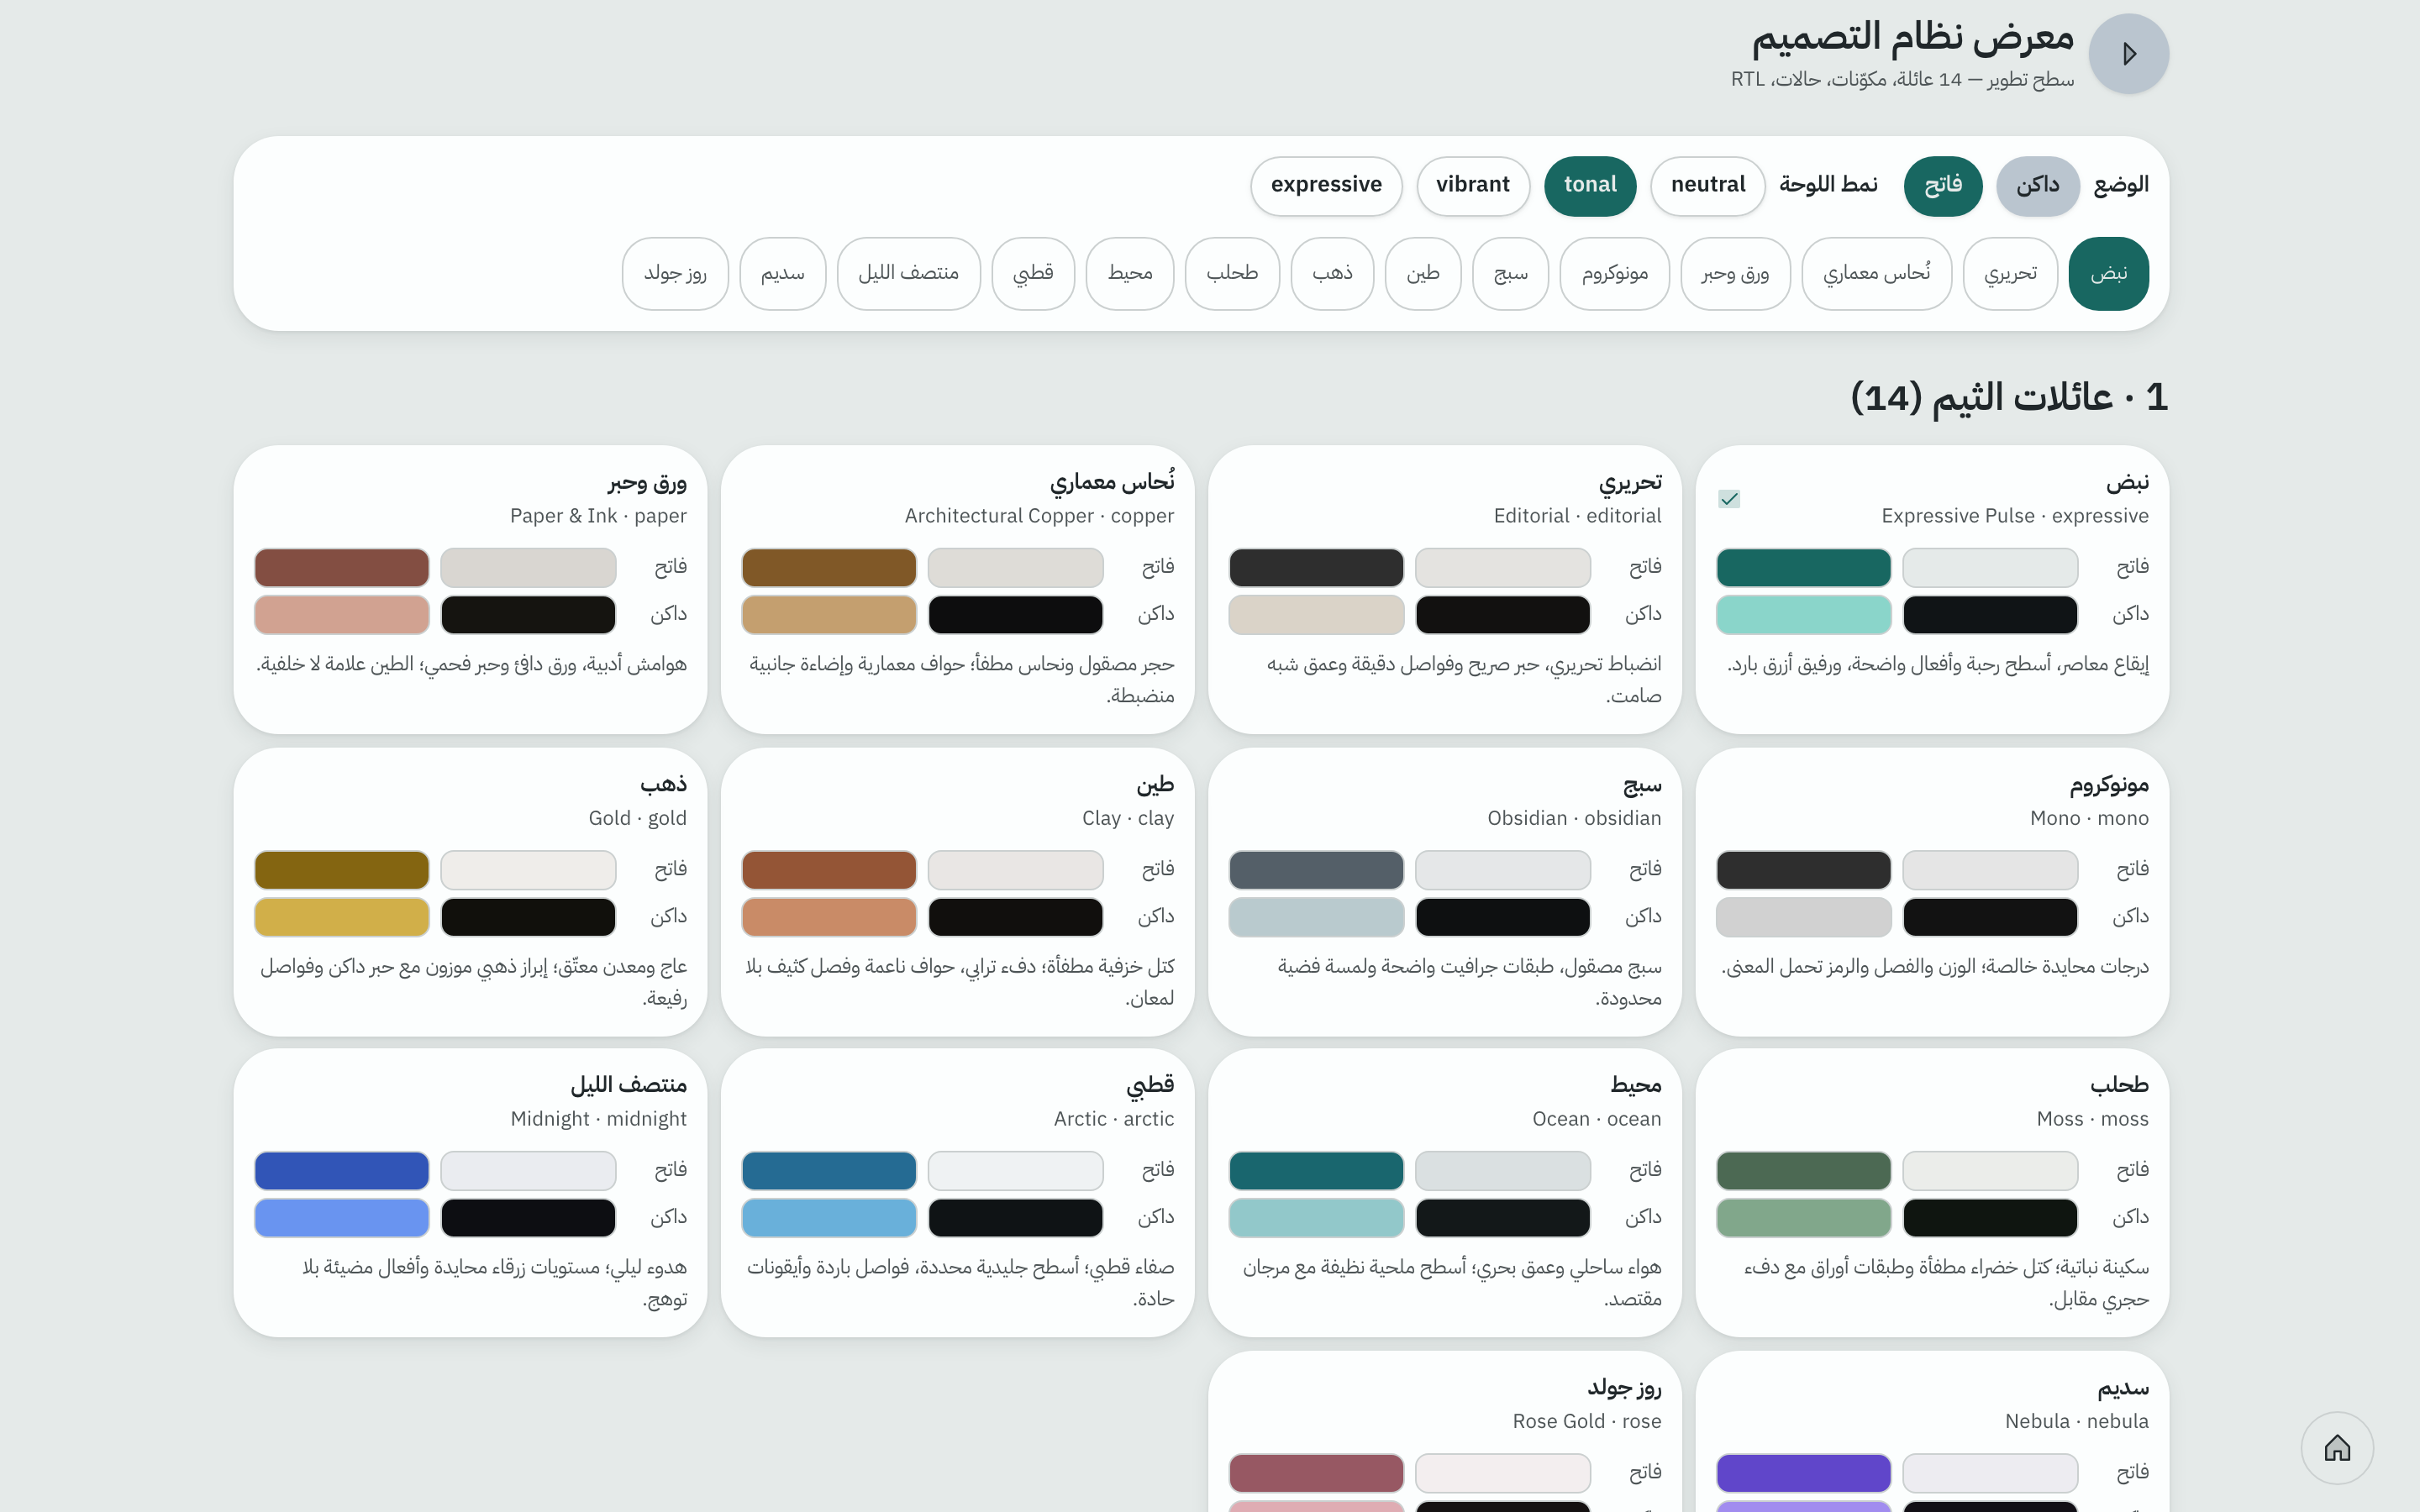 معرض نظام التصميم
سطح تطوير — 14 عائلة، مكوّنات، حالات، RTL
الوضع داكن فاتح نمط اللوحة neutral tonal vibrant expressive
نبض تحريري نُحاس معماري ورق وحبر مونوكروم سبج طين ذهب طحلب محيط قطبي منتصف الليل سديم روز جولد
1 · عائلات الثيم (14)
نبض
Expressive Pulse · expressive
فاتح
داكن
إيقاع معاصر، أسطح رحبة وأفعال واضحة، ورفيق أزرق بارد.
تحريري
Editorial · editorial
فاتح
داكن
انضباط تحريري، حبر صريح وفواصل دقيقة وعمق شبه
صامت.
نُحاس معماري
Architectural Copper · copper
فاتح
داكن
حجر مصقول ونحاس مطفأ؛ حواف معمارية وإضاءة جانبية
منضبطة.
ورق وحبر
Paper & Ink · paper
فاتح
داكن
هوامش أدبية، ورق دافئ وحبر فحمي؛ الطين علامة لا خلفية.
مونوكروم
Mono · mono
فاتح
داكن
درجات محايدة خالصة؛ الوزن والفصل والرمز تحمل المعنى.
سبج
Obsidian · obsidian
فاتح
داكن
سبج مصقول، طبقات جرافيت واضحة ولمسة فضية
محدودة.
طين
Clay · clay
فاتح
داكن
كتل خزفية مطفأة؛ دفء ترابي، حواف ناعمة وفصل كثيف بلا
لمعان.
ذهب
Gold · gold
فاتح
داكن
عاج ومعدن معتّق؛ إبراز ذهبي موزون مع حبر داكن وفواصل
رفيعة.
طحلب
Moss · moss
فاتح
داكن
سكينة نباتية؛ كتل خضراء مطفأة وطبقات أوراق مع دفء
حجري مقابل.
محيط
Ocean · ocean
فاتح
داكن
هواء ساحلي وعمق بحري؛ أسطح ملحية نظيفة مع مرجان
مقتصد.
قطبي
Arctic · arctic
فاتح
داكن
صفاء قطبي؛ أسطح جليدية محددة، فواصل باردة وأيقونات
حادة.
منتصف الليل
Midnight · midnight
فاتح
داكن
هدوء ليلي؛ مستويات زرقاء محايدة وأفعال مضيئة بلا
توهج.
سديم
Nebula · nebula
فاتح
روز جولد
Rose Gold · rose
فاتح